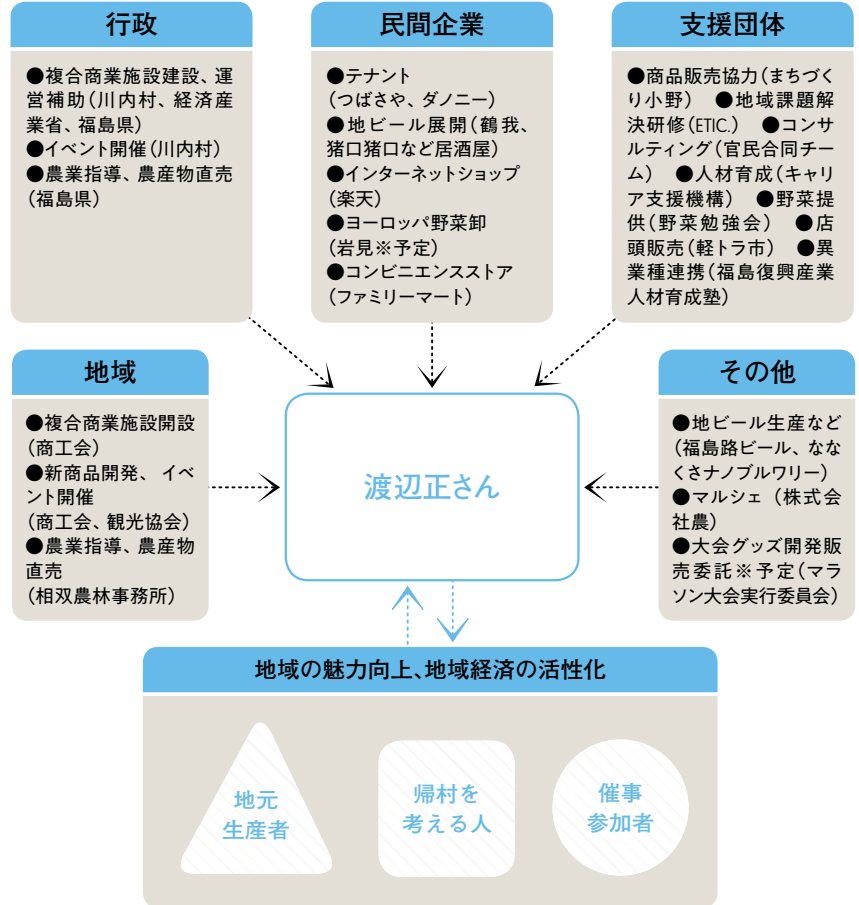 行政
●複合商業施設建設、運
営補助(川内村、経済産
業省、福島県)
●イベント開催(川内村)
●農業指導、農産物直売
(福島県)
民間企業
●テナント
(つばさや、ダノニー)
●地ビール展開(鶴我、
猪口猪口など居酒屋)
●インターネットショップ
(楽天)
●ヨーロッパ野菜卸
(岩見※予定)
●コンビニエンスストア
(ファミリーマート)
支援団体
●商品販売協力(まちづく
り小野) ●地域課題解
決研修(ETIC.) ●コンサ
ルティング(官民合同チー
ム) ●人材育成(キャリ
ア支援機構) ●野菜提
供(野菜勉強会) ●店
頭販売(軽トラ市) ●異
業種連携(福島復興産業
人材育成塾)
地域
●複合商業施設開設
(商工会)
●新商品開発、イベ
ント開催
(商工会、観光協会)
●農業指導、農産物
直売
(相双農林事務所)
渡辺正さん
その他
●地ビール生産など
(福島路ビール、なな
くさナノブルワリー)
●マルシェ(株式会
社農)
●大会グッズ開発販
売委託※予定(マラ
ソン大会実行委員会)
地域の魅力向上、地域経済の活性化
地元
生産者
帰村を
考える人
催事
参加者